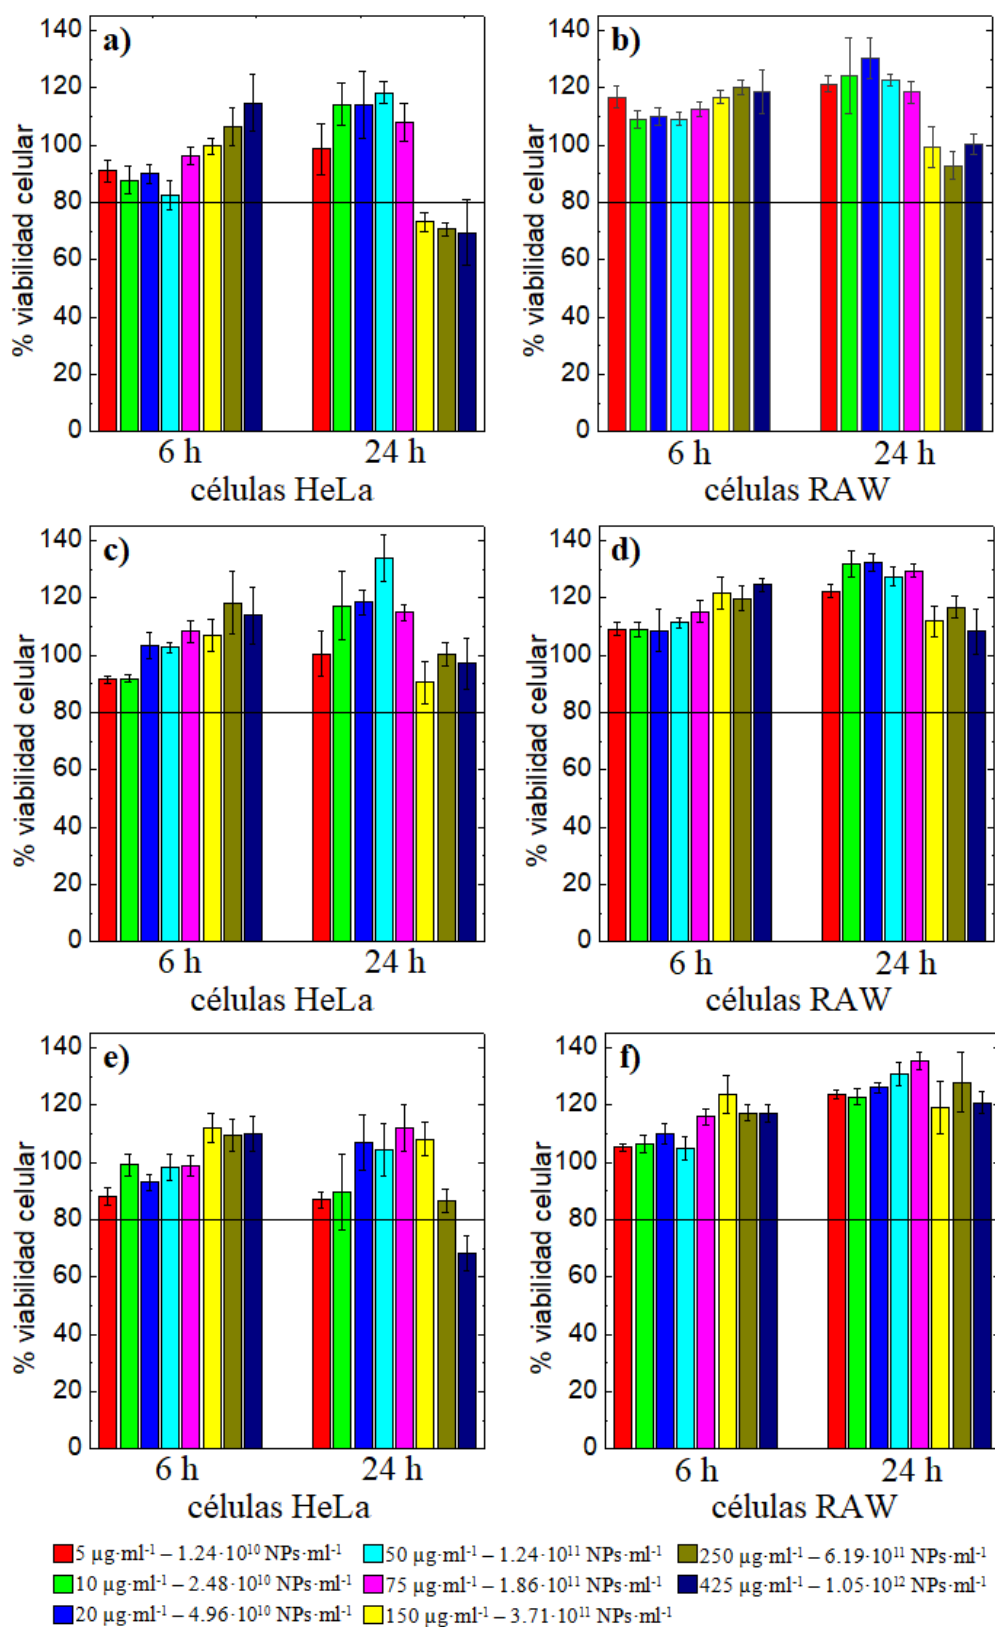 a)
% viabilidad celular
140
120
100
80
60
40
20
0
6 h
24 h
células HeLa
b)
% viabilidad celular
140
120
100
80
60
40
20
0
6 h
24 h
células RAW
c)
% viabilidad celular
140
120
100
80
60
40
20
0
6 h
24 h
células HeLa
d)
% viabilidad celular
140
120
100
80
60
40
20
0
6 h
24 h
células RAW
e)
% viabilidad celular
140
120
100
80
60
40
20
0
6 h
24 h
células HeLa
f)
% viabilidad celular
140
120
100
80
60
40
20
0
6 h
24 h
células RAW
5 µg·ml⁻¹ – 1.24·10¹⁰ NPs·ml⁻¹
10 µg·ml⁻¹ – 2.48·10¹⁰ NPs·ml⁻¹
20 µg·ml⁻¹ – 4.96·10¹⁰ NPs·ml⁻¹
50 µg·ml⁻¹ – 1.24·10¹¹ NPs·ml⁻¹
75 µg·ml⁻¹ – 1.86·10¹¹ NPs·ml⁻¹
150 µg·ml⁻¹ – 3.71·10¹¹ NPs·ml⁻¹
250 µg·ml⁻¹ – 6.19·10¹¹ NPs·ml⁻¹
425 µg·ml⁻¹ – 1.05·10¹² NPs·ml⁻¹